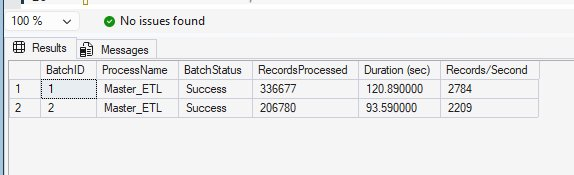 100 %
No issues found
Results
Messages
BatchID ProcessName BatchStatus RecordsProcessed Duration (sec) Records/Second
1 1 Master_ETL Success 336677 120.890000 2784
2 2 Master_ETL Success 206780 93.590000 2209